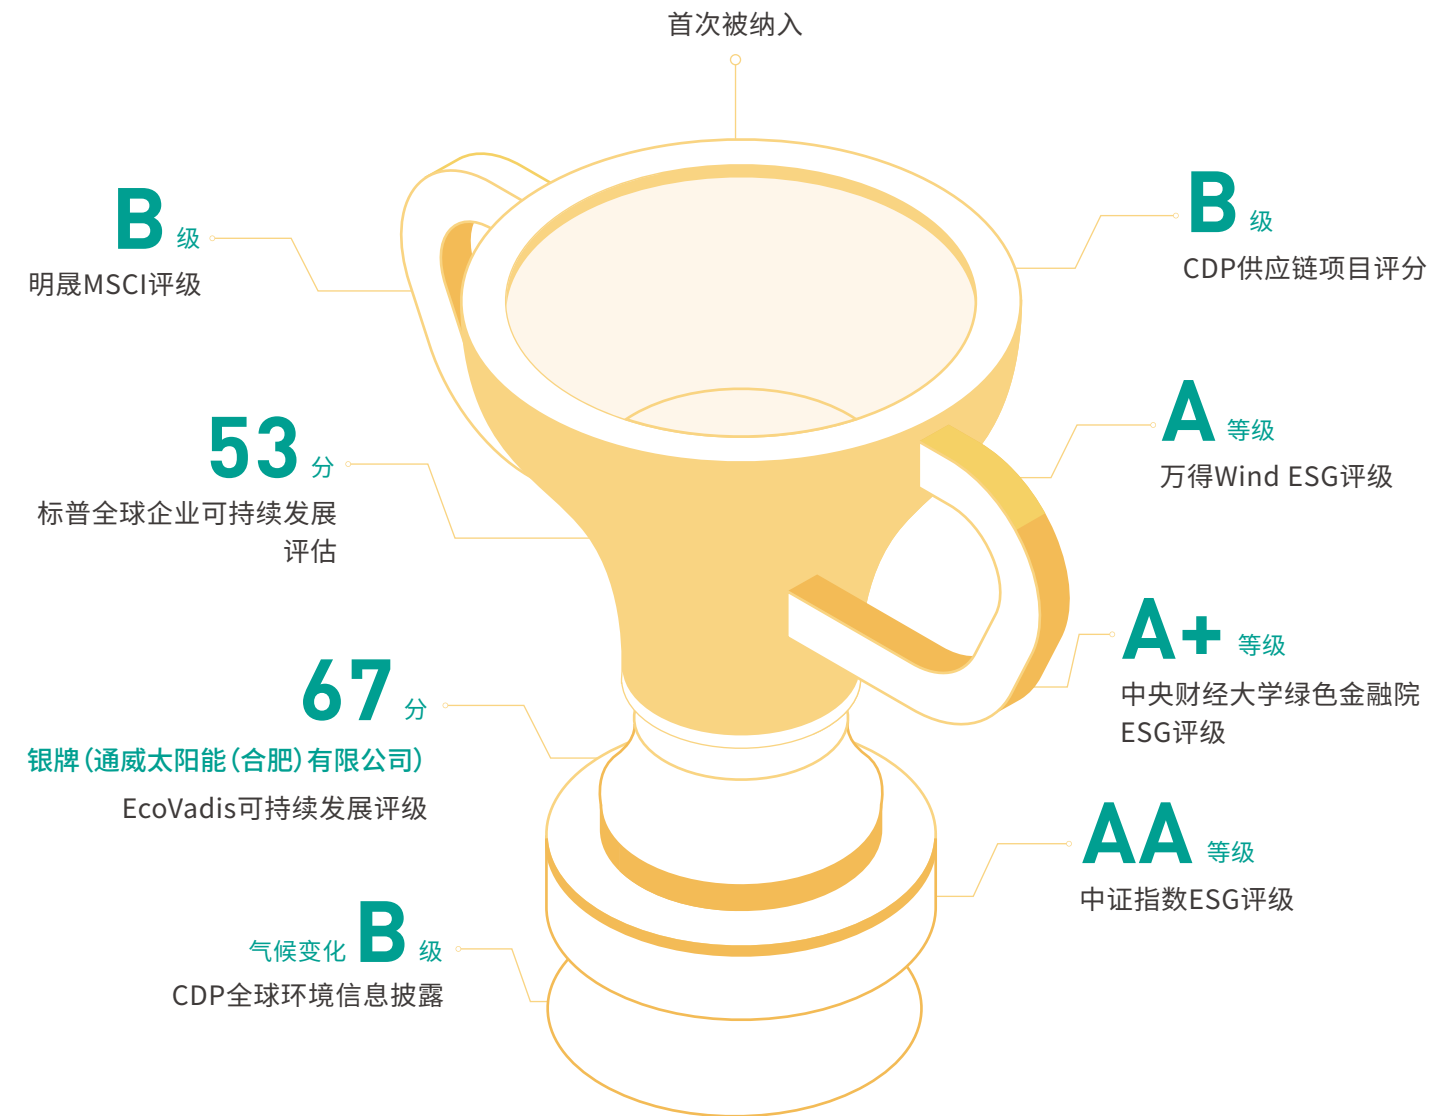 首次被纳入
B 级
明晟MSCI评级
53 分
标普全球企业可持续发展
评估
67 分
银牌(通威太阳能(合肥)有限公司)
EcoVadis可持续发展评级
气候变化 B 级
CDP全球环境信息披露
B 级
CDP供应链项目评分
A 等级
万得Wind ESG评级
A+ 等级
中央财经大学绿色金融院
ESG评级
AA 等级
中证指数ESG评级